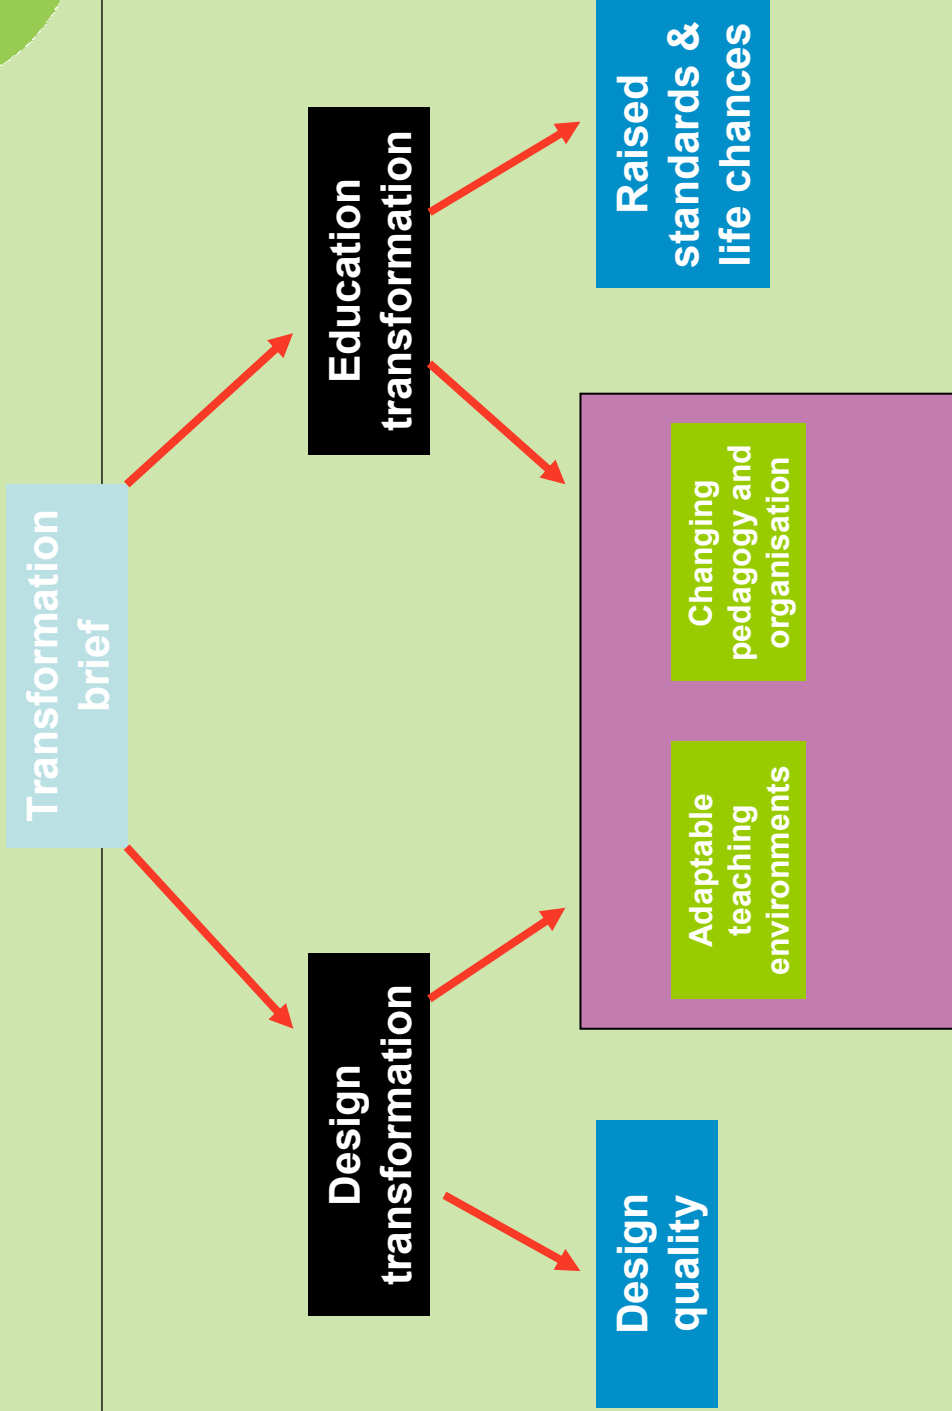 Transformation
brief
Design
transformation
Education
transformation
Design
quality
Adaptable
teaching
environments
Changing
pedagogy and
organisation
Raised
standards &
life chances